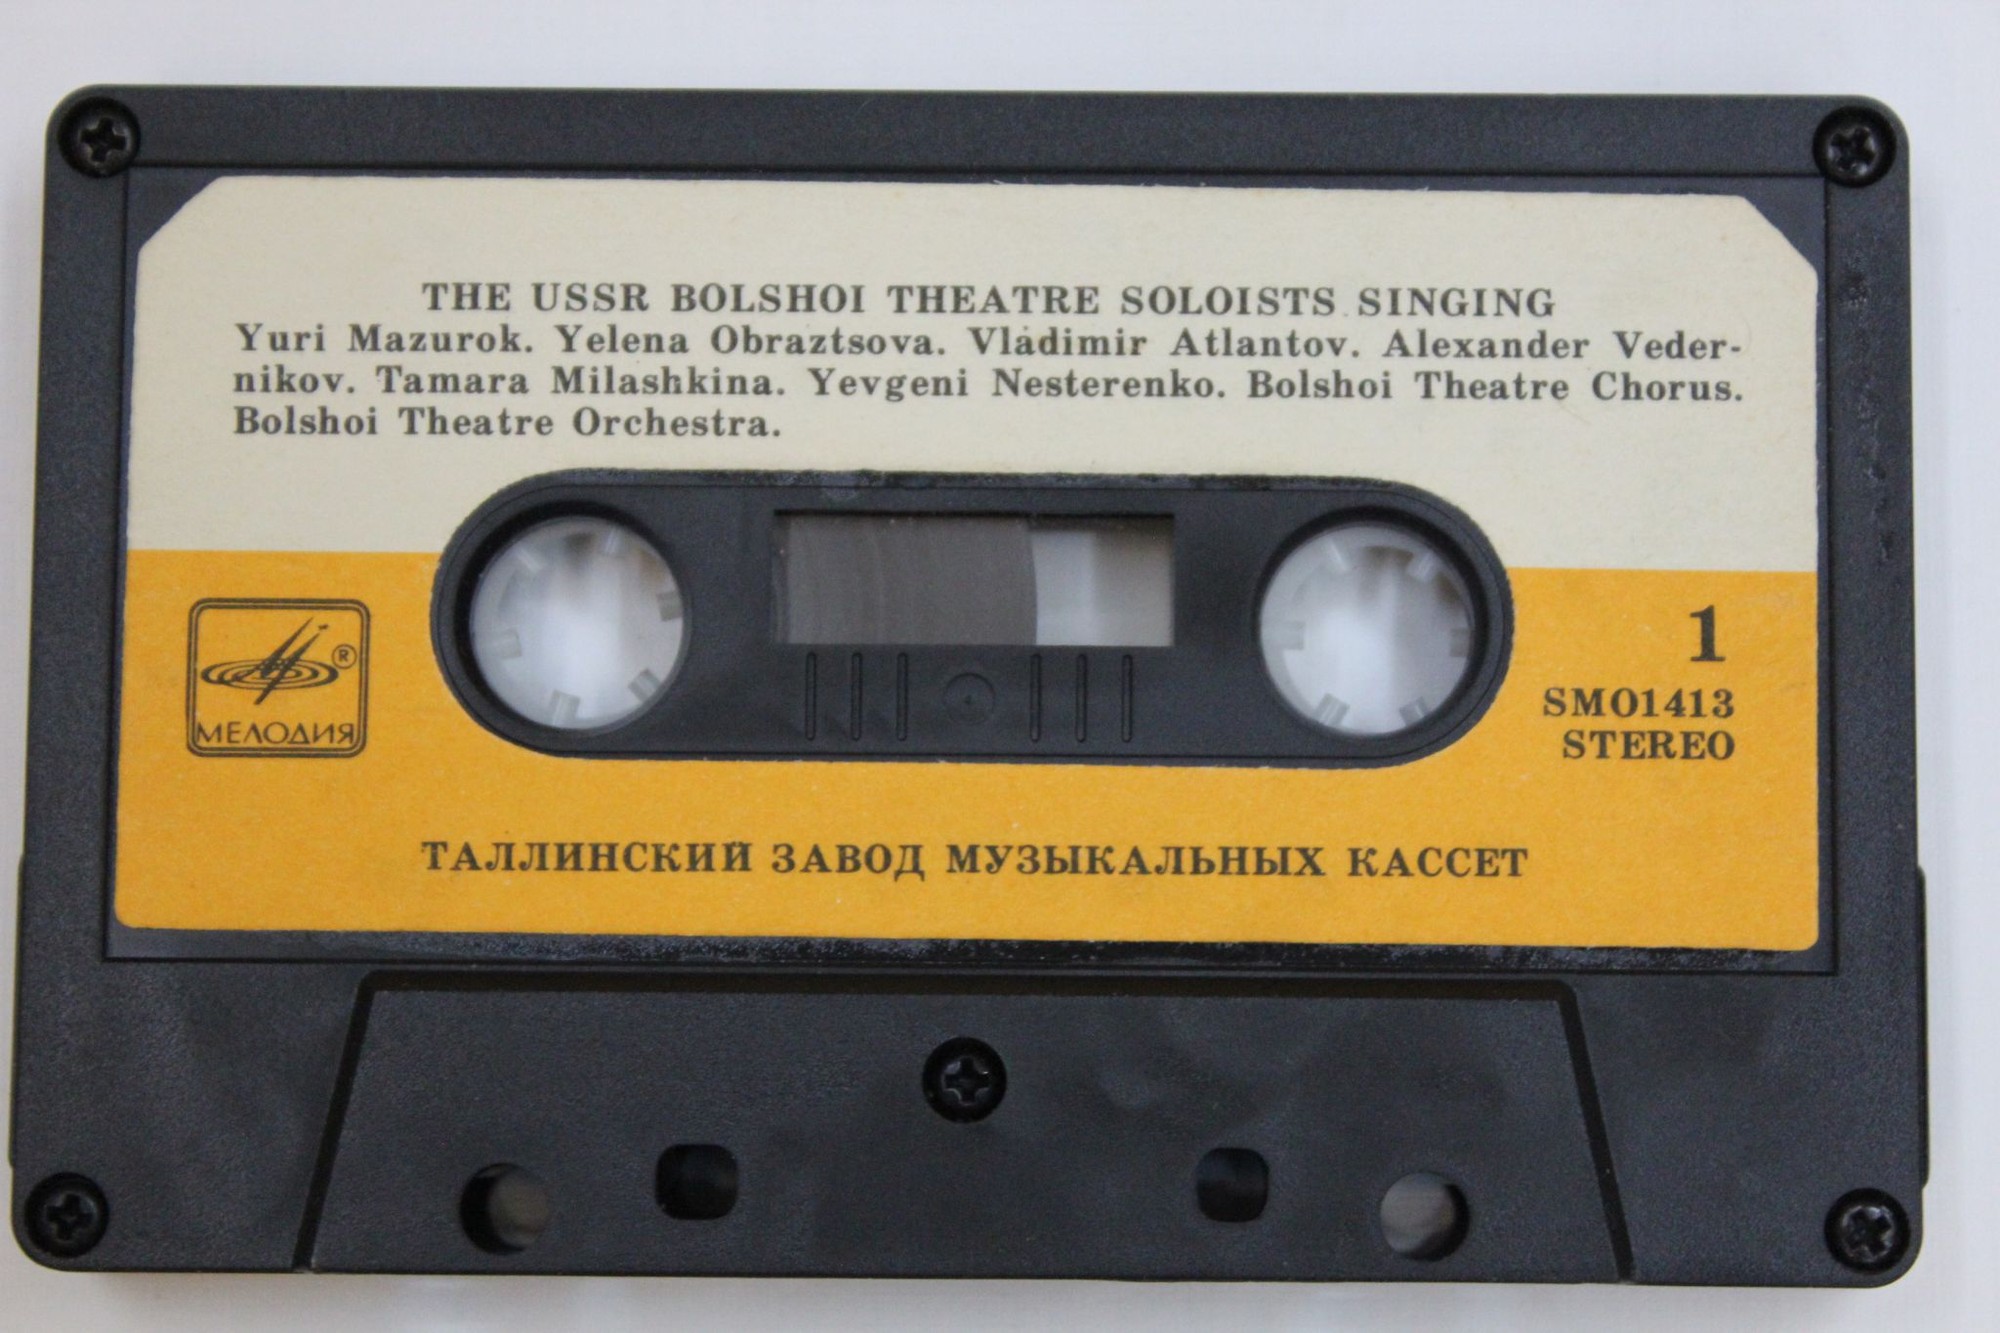 THE USSR BOLSHOI THEATRE SOLOISTS SINGING
Yuri Mazurok. Yelena Obraztsova. Vladimir Atlantov. Alexander Veder-
nikov. Tamara Milashkina. Yevgeni Nesterenko. Bolshoi Theatre Chorus.
Bolshoi Theatre Orchestra.
®
МЕЛОДИЯ
1
SMO1413
STEREO
ТАЛЛИНСКИЙ ЗАВОД МУЗЫКАЛЬНЫХ КАССЕТ